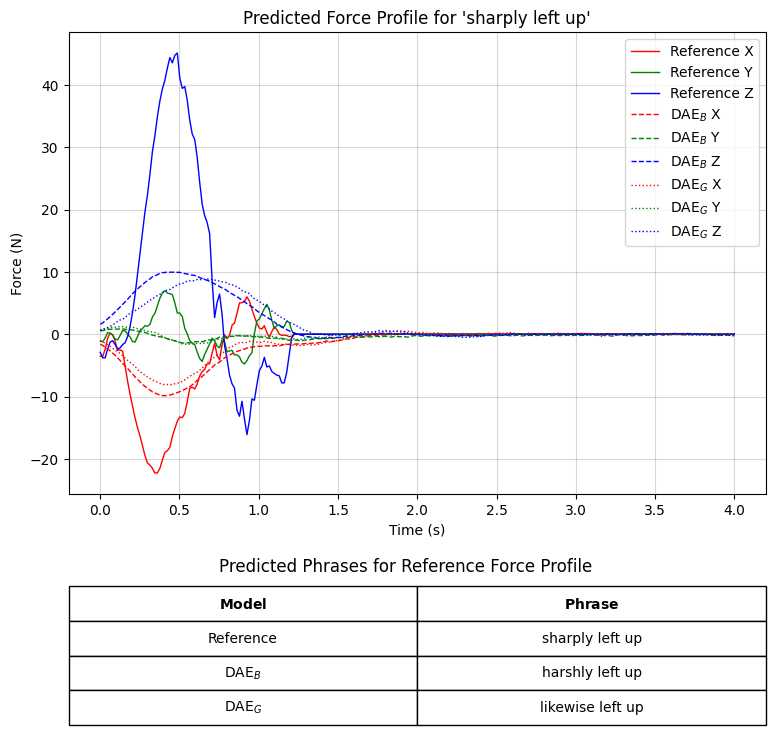 Predicted Force Profile for 'sharply left up'
Reference X
Reference Y
Reference Z
DAE_B X
DAE_B Y
DAE_B Z
DAE_G X
DAE_G Y
DAE_G Z
Force (N)
40
30
20
10
0
−10
−20
0.0 0.5 1.0 1.5 2.0 2.5 3.0 3.5 4.0
Time (s)
Predicted Phrases for Reference Force Profile
Model Phrase
Reference sharply left up
DAE_B harshly left up
DAE_G likewise left up